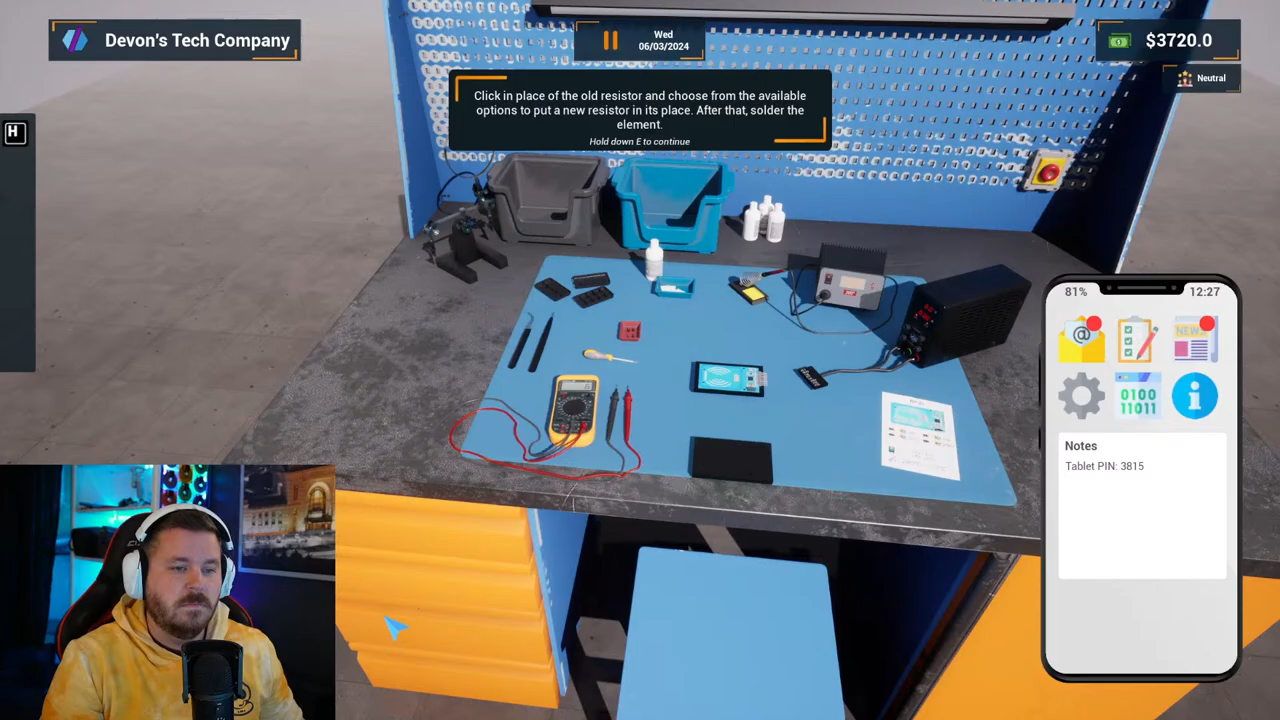 Devon's Tech Company
Wed
06/03/2024
$3720.0
Neutral
Click in place of the old resistor and choose from the available
options to put a new resistor in its place. After that, solder the
element.
Hold down E to continue
H
81%
12:27
@
NEWS
0100
11011
i
Notes
Tablet PIN: 3815